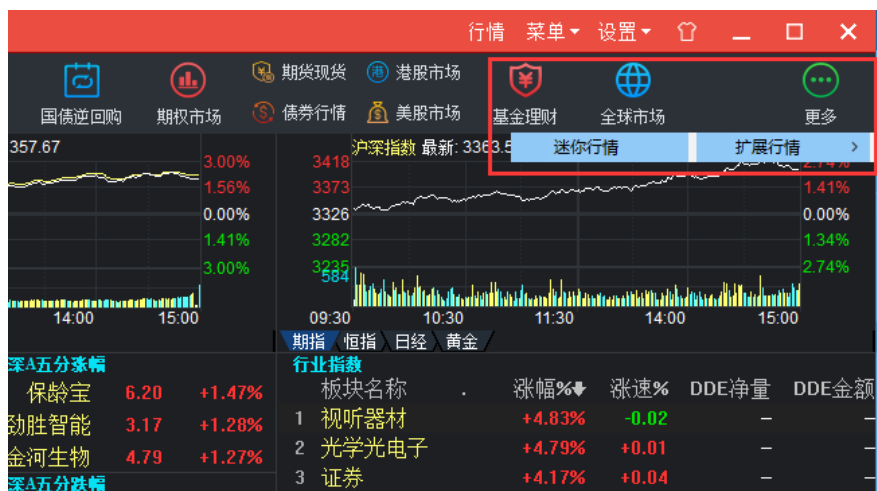 行情 菜单 设置
期货现货 港股市场
国债逆回购 期权市场 债券行情 美股市场 基金理财 全球市场 更多
迷你行情 扩展行情 >
357.67 沪深指数 最新: 3363.5
3.00% 3418 2.74%
1.56% 3373 1.41%
0.00% 3326 0.00%
1.41% 3282 1.34%
3.00% 3235 2.74%
584
14:00 15:00 09:30 10:30 11:30 14:00 15:00
期指 恒指 日经 黄金
深A五分涨幅 行业指数
板块名称 . 涨幅% 涨速% DDE净量 DDE金额
保龄宝 6.20 +1.47% 1 视听器材 +4.83% -0.02 – –
劲胜智能 3.17 +1.28% 2 光学光电子 +4.79% +0.01 – –
金河生物 4.79 +1.27% 3 证券 +4.17% +0.04 – –
深A五分跌幅